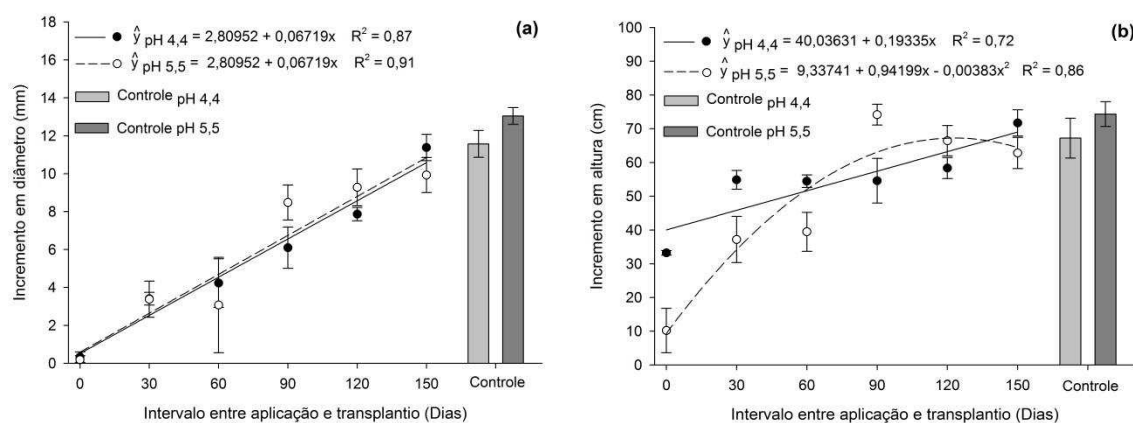 (a)
ŷ pH 4,4 = 2,80952 + 0,06719x R² = 0,87
ŷ pH 5,5 = 2,80952 + 0,06719x R² = 0,91
Controle pH 4,4
Controle pH 5,5
Incremento em diâmetro (mm)
18
16
14
12
10
8
6
4
2
0
0 30 60 90 120 150 Controle
Intervalo entre aplicação e transplantio (Dias)
(b)
ŷ pH 4,4 = 40,03631 + 0,19335x R² = 0,72
ŷ pH 5,5 = 9,33741 + 0,94199x - 0,00383x² R² = 0,86
Controle pH 4,4
Controle pH 5,5
Incremento em altura (cm)
100
90
80
70
60
50
40
30
20
10
0
0 30 60 90 120 150 Controle
Intervalo entre aplicação e transplantio (Dias)